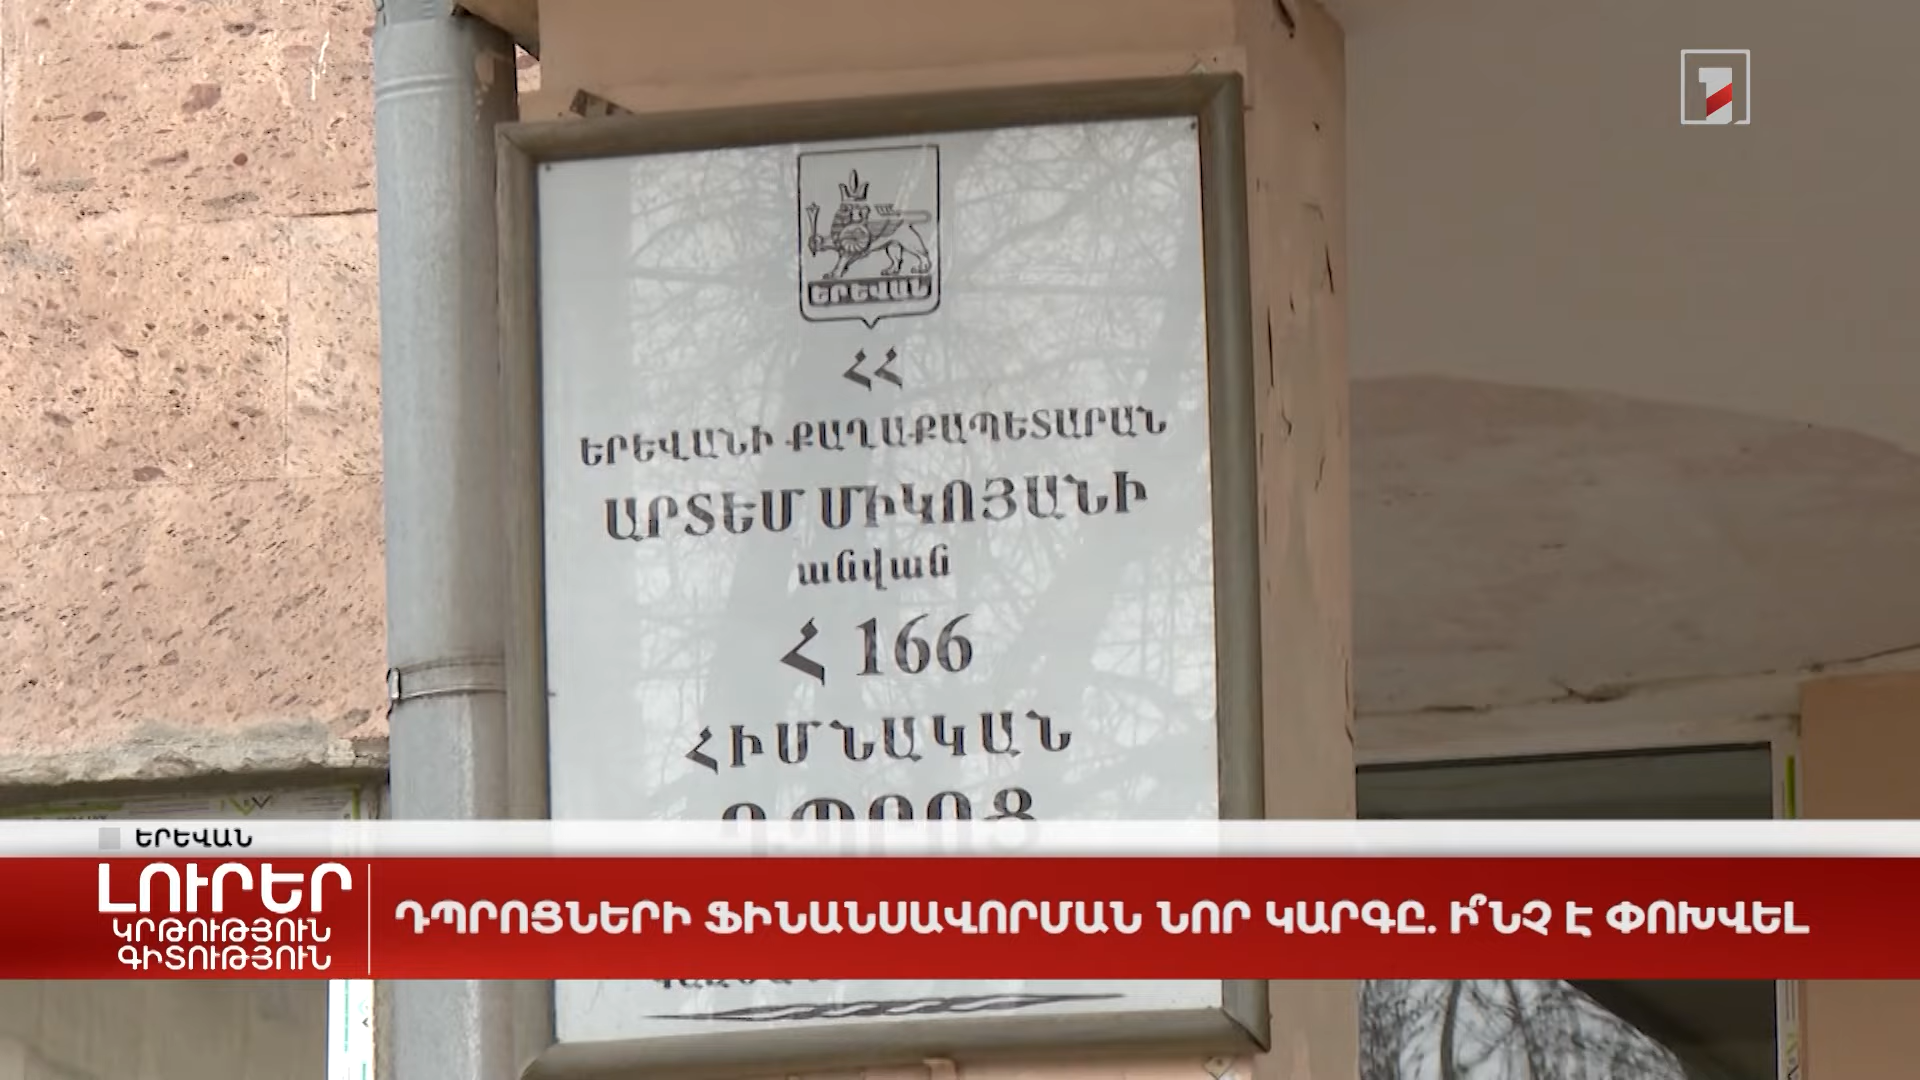 ԵՐԵՎԱՆ
ՀՀ
ԵՐԵՎԱՆԻ ՔԱՂԱՔԱՊԵՏԱՐԱՆ
ԱՐՏԵՄ ՄԻԿՈՅԱՆԻ
անվան
Հ 166
ՀԻՄՆԱԿԱՆ
ԴՊՐՈՑ
ԵՐԵՎԱՆ
ԼՈՒՐԵՐ
ԿՐԹՈՒԹՅՈՒՆ
ԳԻՏՈՒԹՅՈՒՆ
ԴՊՐՈՑՆԵՐԻ ՖԻՆԱՆՍԱՎՈՐՄԱՆ ՆՈՐ ԿԱՐԳԸ. Ի՞ՆՉ Է ՓՈԽՎԵԼ